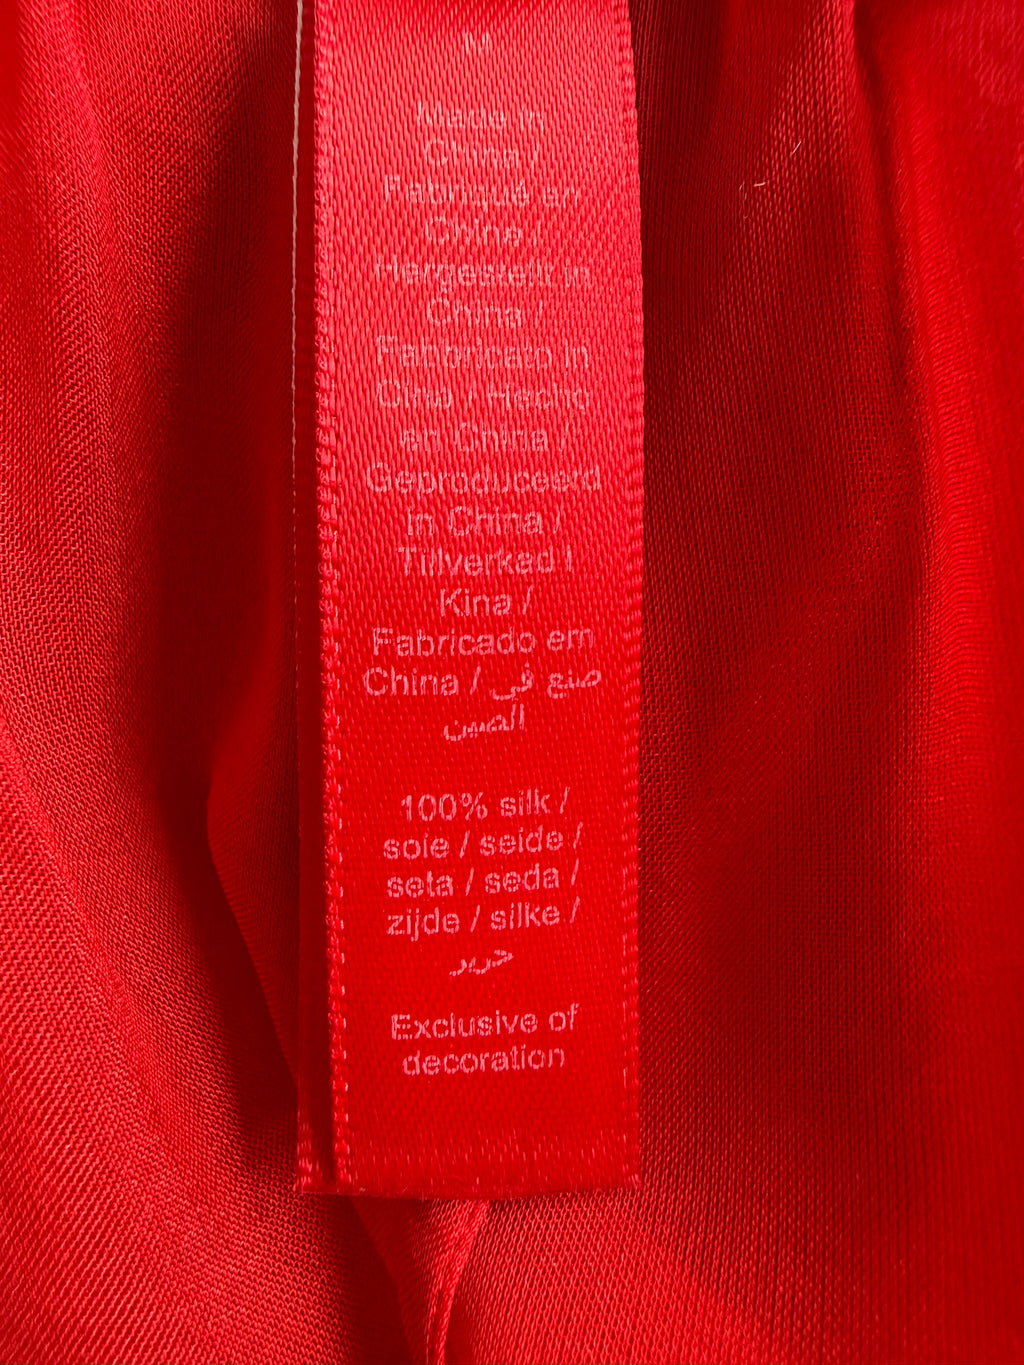 M
Made in
China /
Fabriqué en
China /
Hergestellt in
China /
Fabbricato in
Cina / Hecho
en China /
Geproduceerd
in China /
Tillverkad i
Kina /
Fabricado em
China / صنع في
الصين
100% silk /
soie / seide /
seta / seda /
zijde / silke /
حرير
Exclusive of
decoration